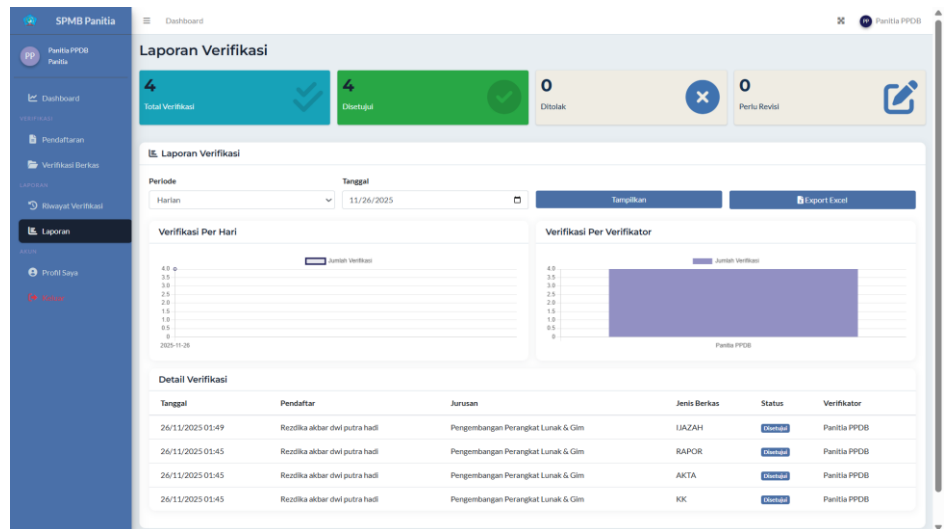 SPMB Panitia
Dashboard
PP Panitia PPDB
PP
Panitia PPDB
Panitia
Dashboard
VERIFIKASI
Pendaftaran
Verifikasi Berkas
LAPORAN
Riwayat Verifikasi
Laporan
AKUN
Profil Saya
Laporan Verifikasi
4
Total Verifikasi
4
Disetujui
0
Ditolak
0
Perlu Revisi
Laporan Verifikasi
Periode
Harian
Tanggal
11/26/2025
Tampilkan
Export Excel
Verifikasi Per Hari
Jumlah Verifikasi
4.0
3.5
3.0
2.5
2.0
1.5
1.0
0.5
0
2025-11-26
Verifikasi Per Verifikator
Jumlah Verifikasi
4.0
3.5
3.0
2.5
2.0
1.5
1.0
0.5
0
Panitia PPDB
Detail Verifikasi
Tanggal Pendaftar Jurusan Jenis Berkas Status Verifikator
26/11/2025 01:49 Rezdika akbar dwi putra hadi Pengembangan Perangkat Lunak & Gim IJAZAH Disetujui Panitia PPDB
26/11/2025 01:45 Rezdika akbar dwi putra hadi Pengembangan Perangkat Lunak & Gim RAPOR Disetujui Panitia PPDB
26/11/2025 01:45 Rezdika akbar dwi putra hadi Pengembangan Perangkat Lunak & Gim AKTA Disetujui Panitia PPDB
26/11/2025 01:45 Rezdika akbar dwi putra hadi Pengembangan Perangkat Lunak & Gim KK Disetujui Panitia PPDB